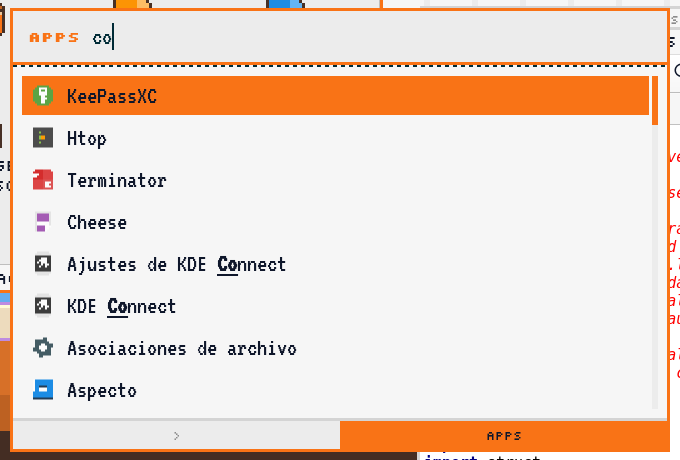 APPS co
KeePassXC
Htop
Terminator
Cheese
Ajustes de KDE Connect
KDE Connect
Asociaciones de archivo
Aspecto
> APPS
import struct